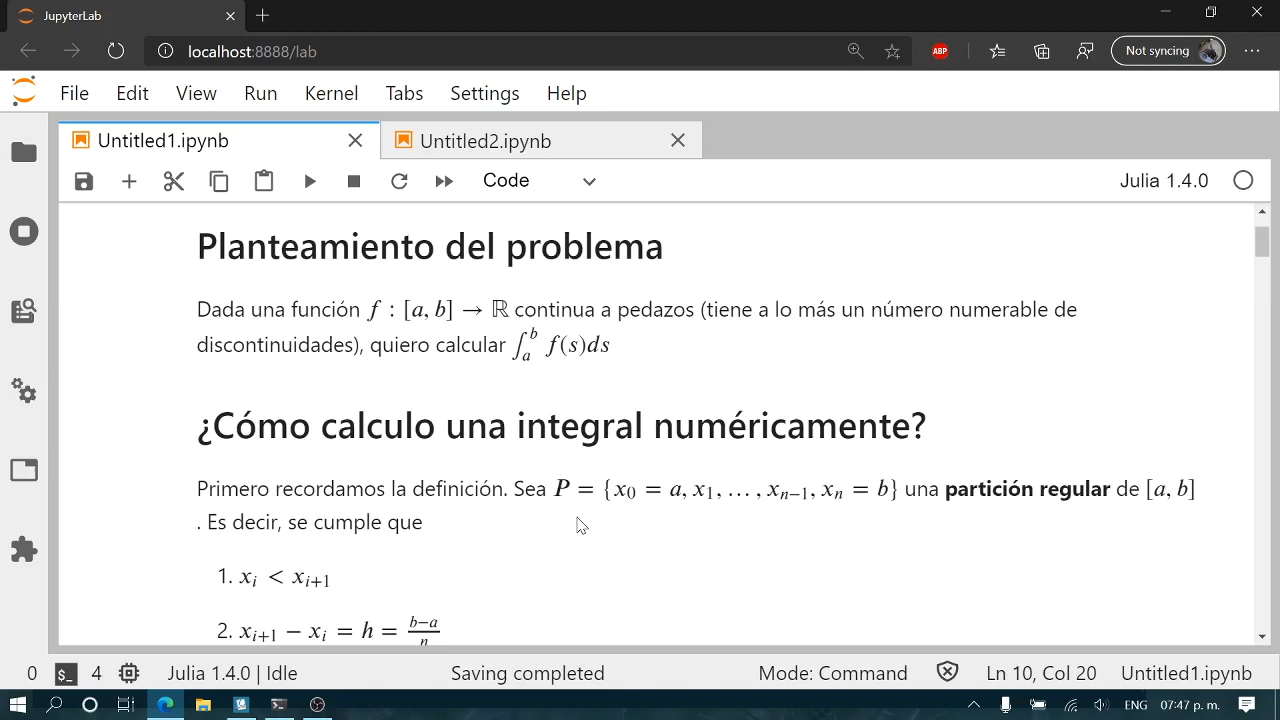 JupyterLab
localhost:8888/lab
ABP
Not syncing
File Edit View Run Kernel Tabs Settings Help
Untitled1.ipynb
Untitled2.ipynb
Code
Julia 1.4.0
Planteamiento del problema
Dada una función f : [a, b] → ℝ continua a pedazos (tiene a lo más un número numerable de
discontinuidades), quiero calcular ∫_a^b f(s)ds
¿Cómo calculo una integral numéricamente?
Primero recordamos la definición. Sea P = {x_0 = a, x_1, … , x_{n−1}, x_n = b} una partición regular de [a, b]
. Es decir, se cumple que
1. x_i < x_{i+1}
2. x_{i+1} − x_i = h = \frac{b−a}{n}
0 $_ 4 Julia 1.4.0 | Idle Saving completed Mode: Command Ln 10, Col 20 Untitled1.ipynb
ENG 07:47 p. m.